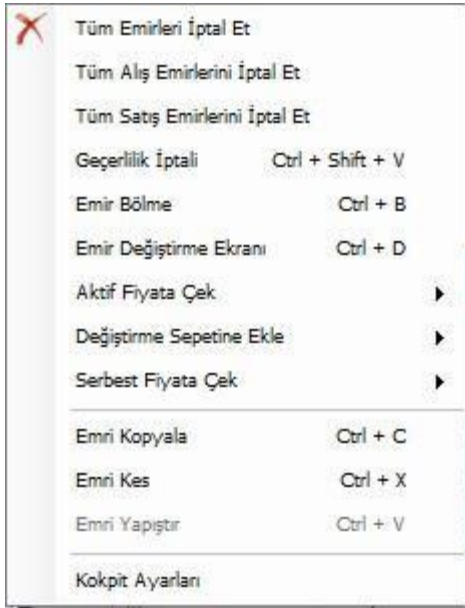 Tüm Emirleri İptal Et
Tüm Alış Emirlerini İptal Et
Tüm Satış Emirlerini İptal Et
Geçerlilik İptali Ctrl + Shift + V
Emir Bölme Ctrl + B
Emir Değiştirme Ekranı Ctrl + D
Aktif Fiyata Çek
Değiştirme Sepetine Ekle
Serbest Fiyata Çek
Emri Kopyala Ctrl + C
Emri Kes Ctrl + X
Emri Yapıştır Ctrl + V
Kokpit Ayarları